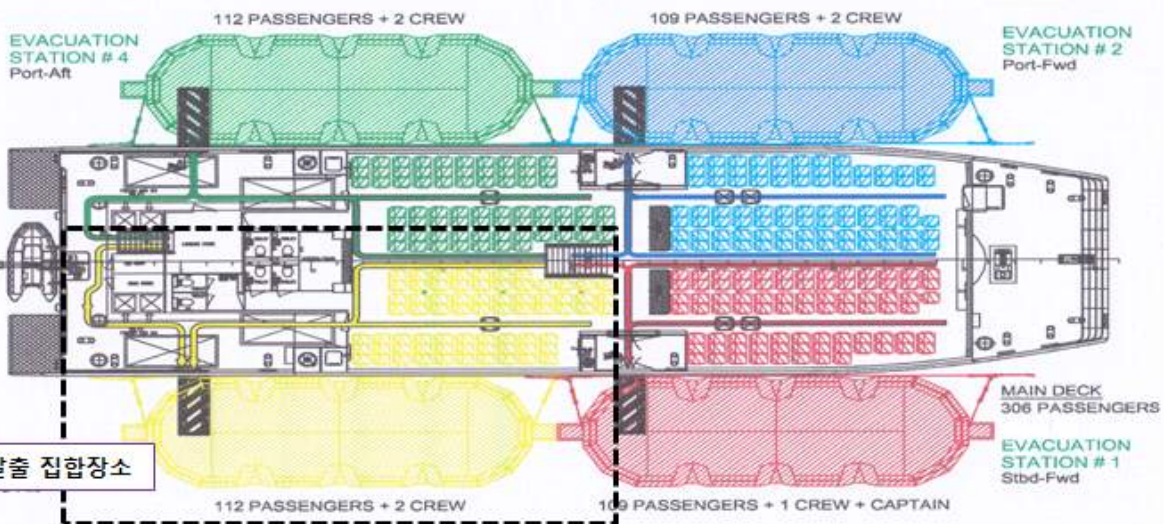 112 PASSENGERS + 2 CREW
109 PASSENGERS + 2 CREW
EVACUATION
STATION # 4
Port-Aft
EVACUATION
STATION # 2
Port-Fwd
MAIN DECK
306 PASSENGERS
EVACUATION
STATION # 1
Stbd-Fwd
탈출 집합장소
112 PASSENGERS + 2 CREW
109 PASSENGERS + 1 CREW + CAPTAIN